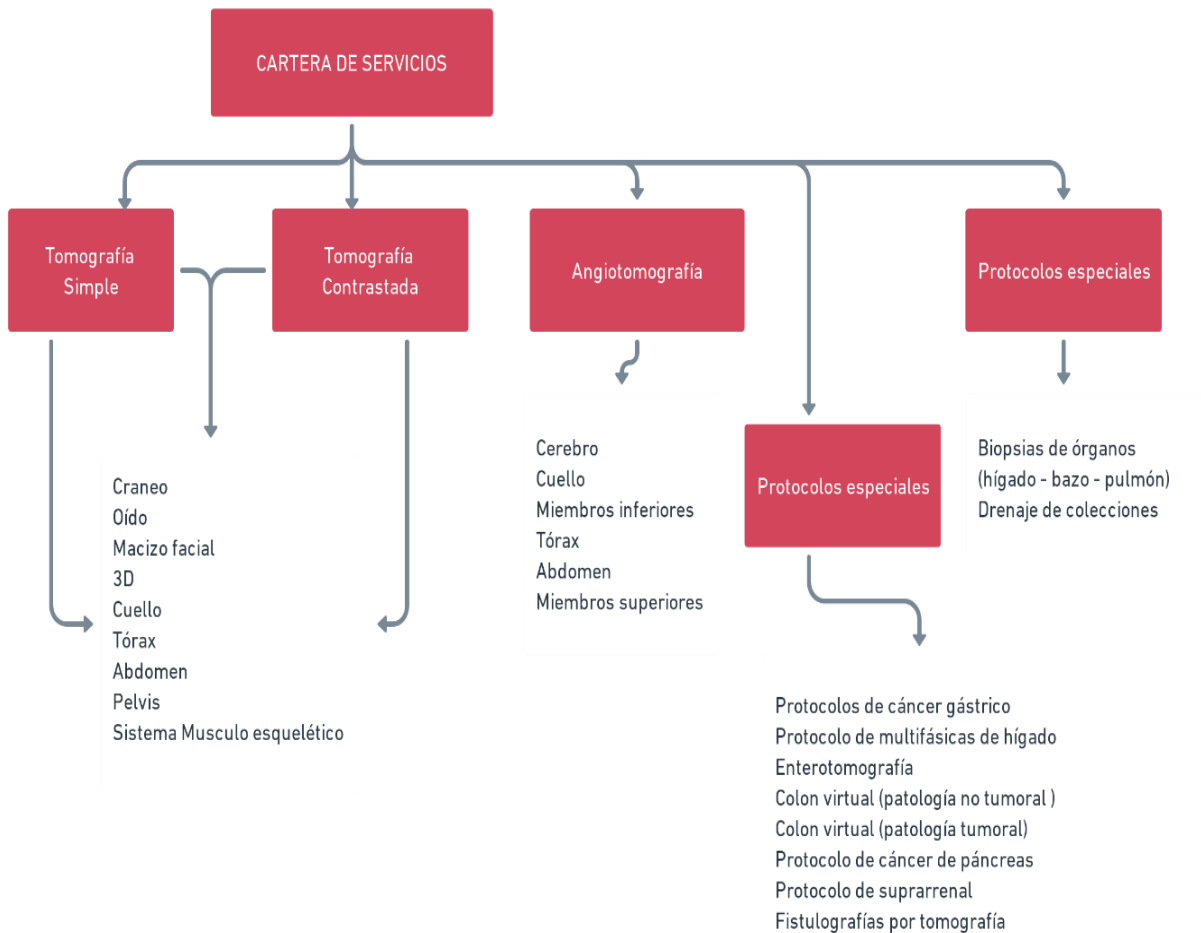 CARTERA DE SERVICIOS
Tomografía
Simple
Tomografía
Contrastada
Angiotomografía
Protocolos especiales
Craneo
Oído
Macizo facial
3D
Cuello
Tórax
Abdomen
Pelvis
Sistema Musculo esquelético
Cerebro
Cuello
Miembros inferiores
Tórax
Abdomen
Miembros superiores
Protocolos especiales
Biopsias de órganos
(hígado - bazo - pulmón)
Drenaje de colecciones
Protocolos de cáncer gástrico
Protocolo de multifásicas de hígado
Enterotomografía
Colon virtual (patología no tumoral )
Colon virtual (patología tumoral)
Protocolo de cáncer de páncreas
Protocolo de suprarrenal
Fistulografías por tomografía